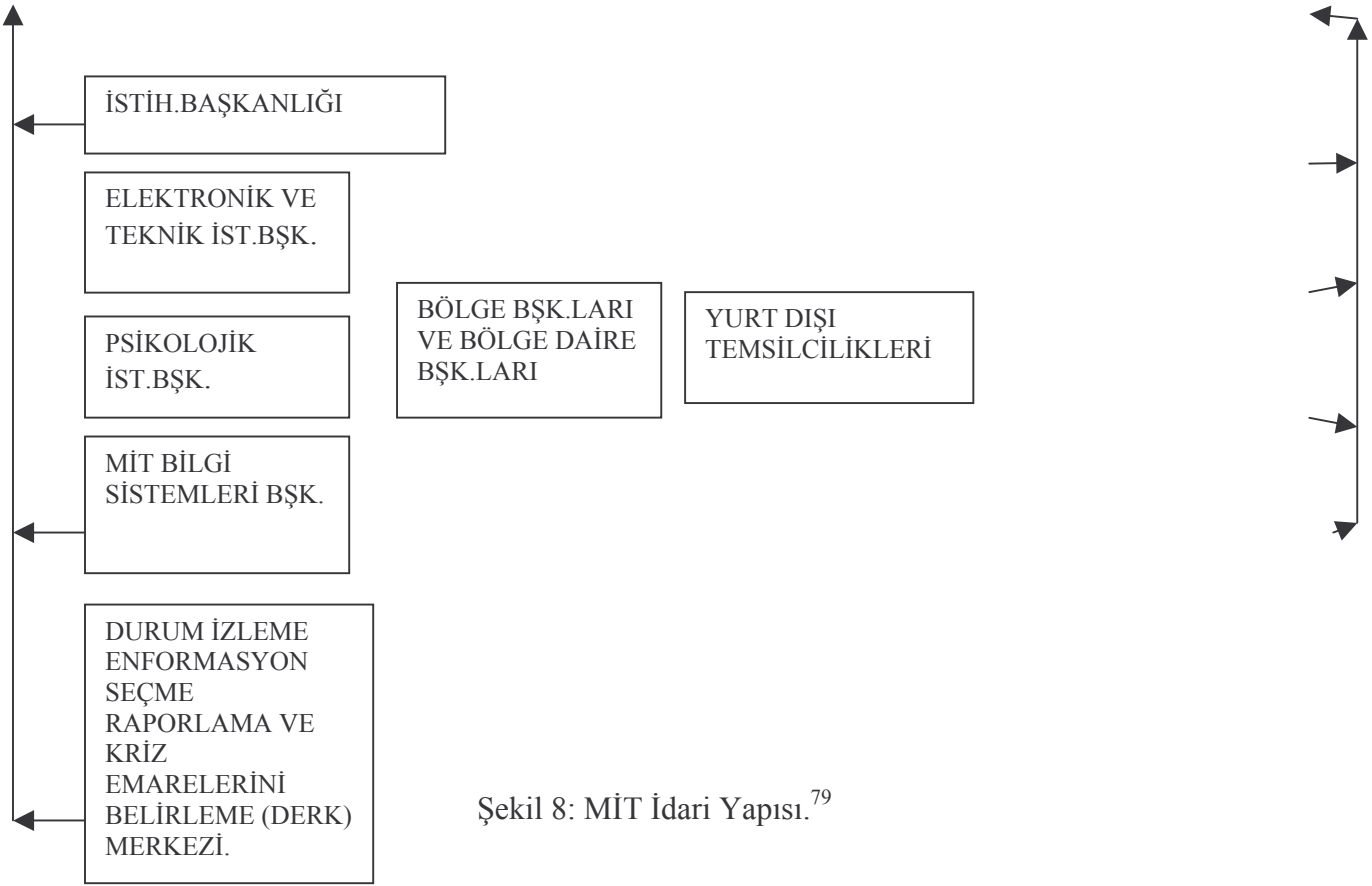 İSTİH.BAŞKANLIĞI
ELEKTRONİK VE
TEKNİK İST.BŞK.
PSİKOLOJİK
İST.BŞK.
BÖLGE BŞK.LARI
VE BÖLGE DAİRE
BŞK.LARI
YURT DIŞI
TEMSİLCİLİKLERİ
MİT BİLGİ
SİSTEMLERİ BŞK.
DURUM İZLEME
ENFORMASYON
SEÇME
RAPORLAMA VE
KRİZ
EMARELERİNİ
BELİRLEME (DERK)
MERKEZİ.
Şekil 8: MİT İdari Yapısı.79